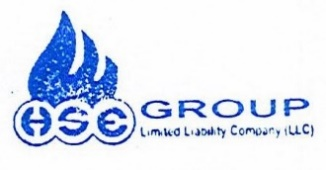 HSE GROUP
Limited Liability Company (LLC)